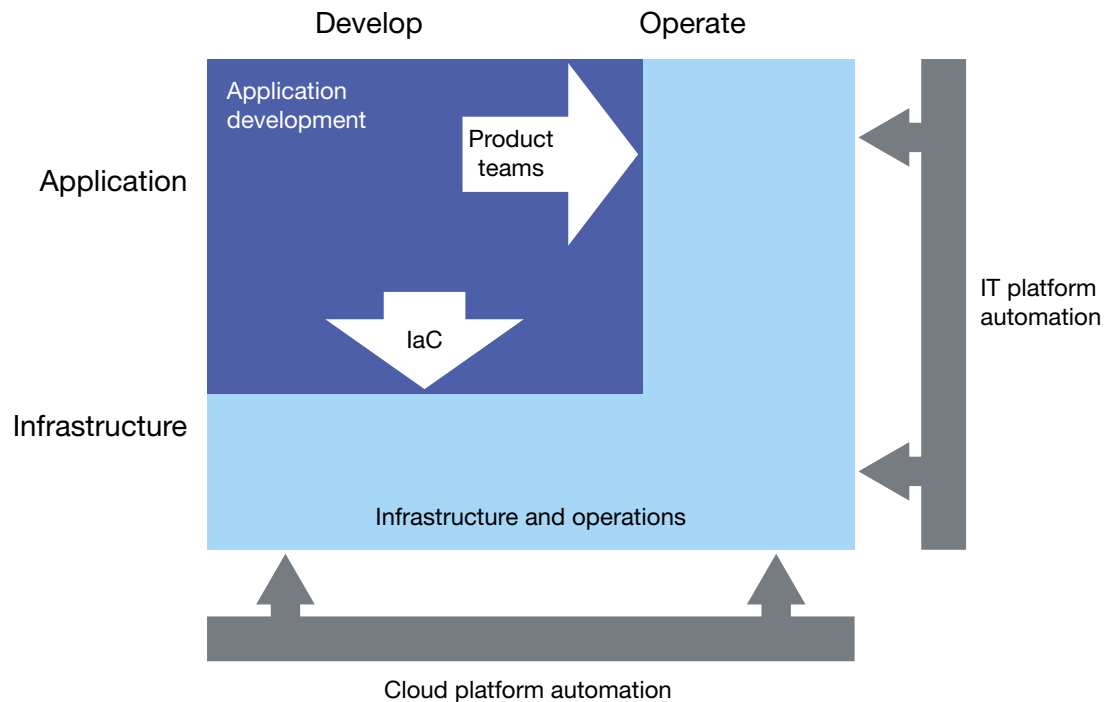 Develop
Operate
Application
development
Product
teams
Application
IT platform
automation
IaC
Infrastructure
Infrastructure and operations
Cloud platform automation